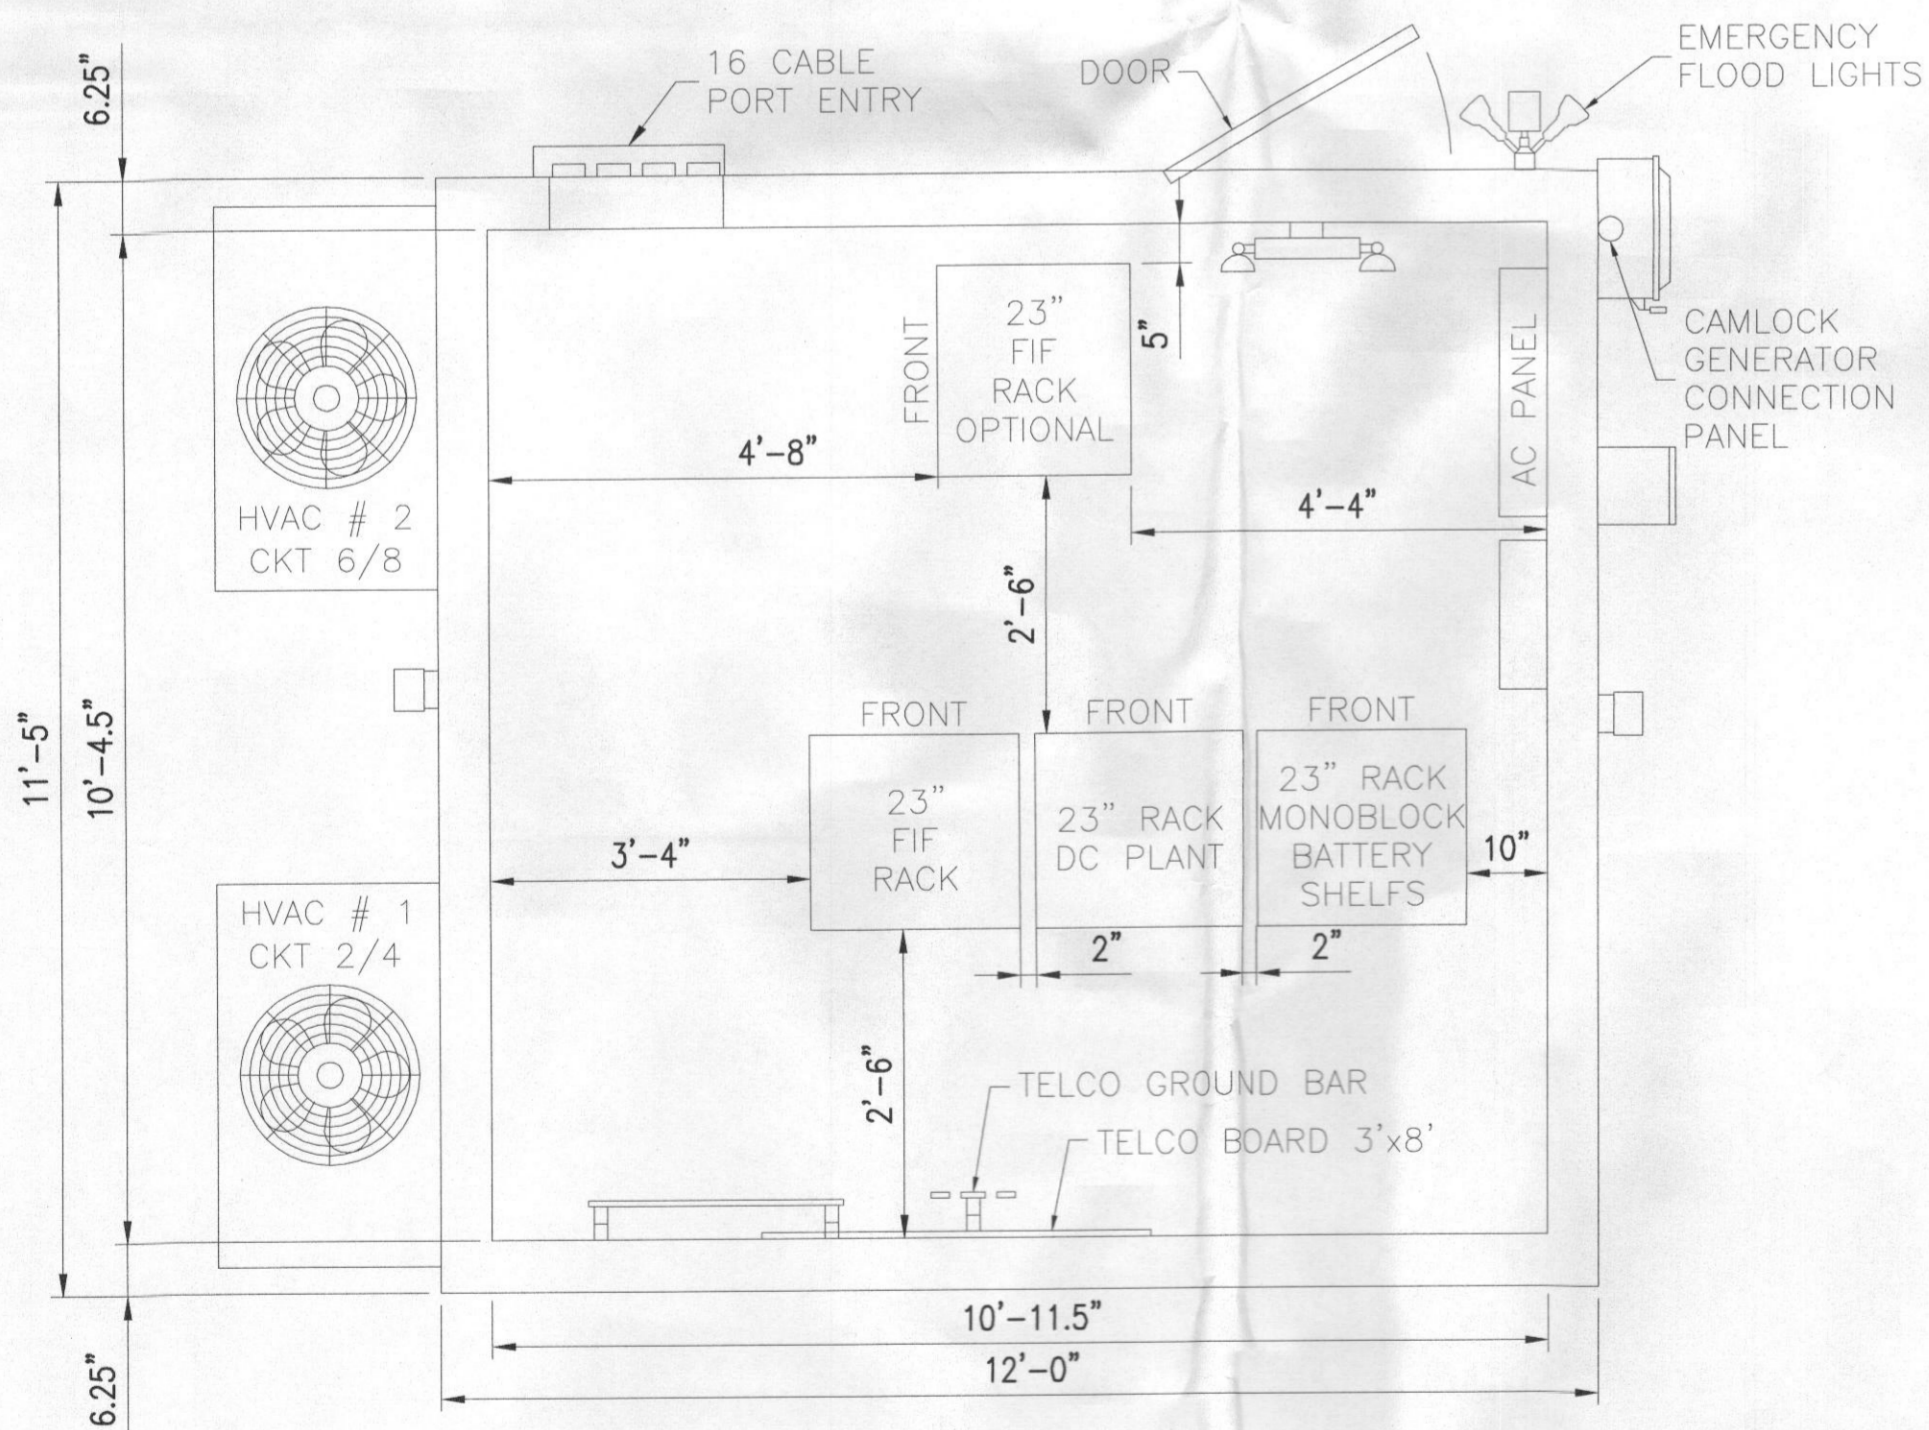 6.25”
16 CABLE
PORT ENTRY
DOOR
EMERGENCY
FLOOD LIGHTS
CAMLOCK
GENERATOR
CONNECTION
PANEL
HVAC # 2
CKT 6/8
FRONT
23”
FIF
RACK
OPTIONAL
5”
AC PANEL
4’-8”
4’-4”
2’-6”
11’-5”
10’-4.5”
FRONT
FRONT
FRONT
23”
FIF
RACK
23” RACK
DC PLANT
23” RACK
MONOBLOCK
BATTERY
SHELFS
3’-4”
10”
2”
2”
HVAC # 1
CKT 2/4
2’-6”
TELCO GROUND BAR
TELCO BOARD 3’x8’
10’-11.5”
12’-0”
6.25”